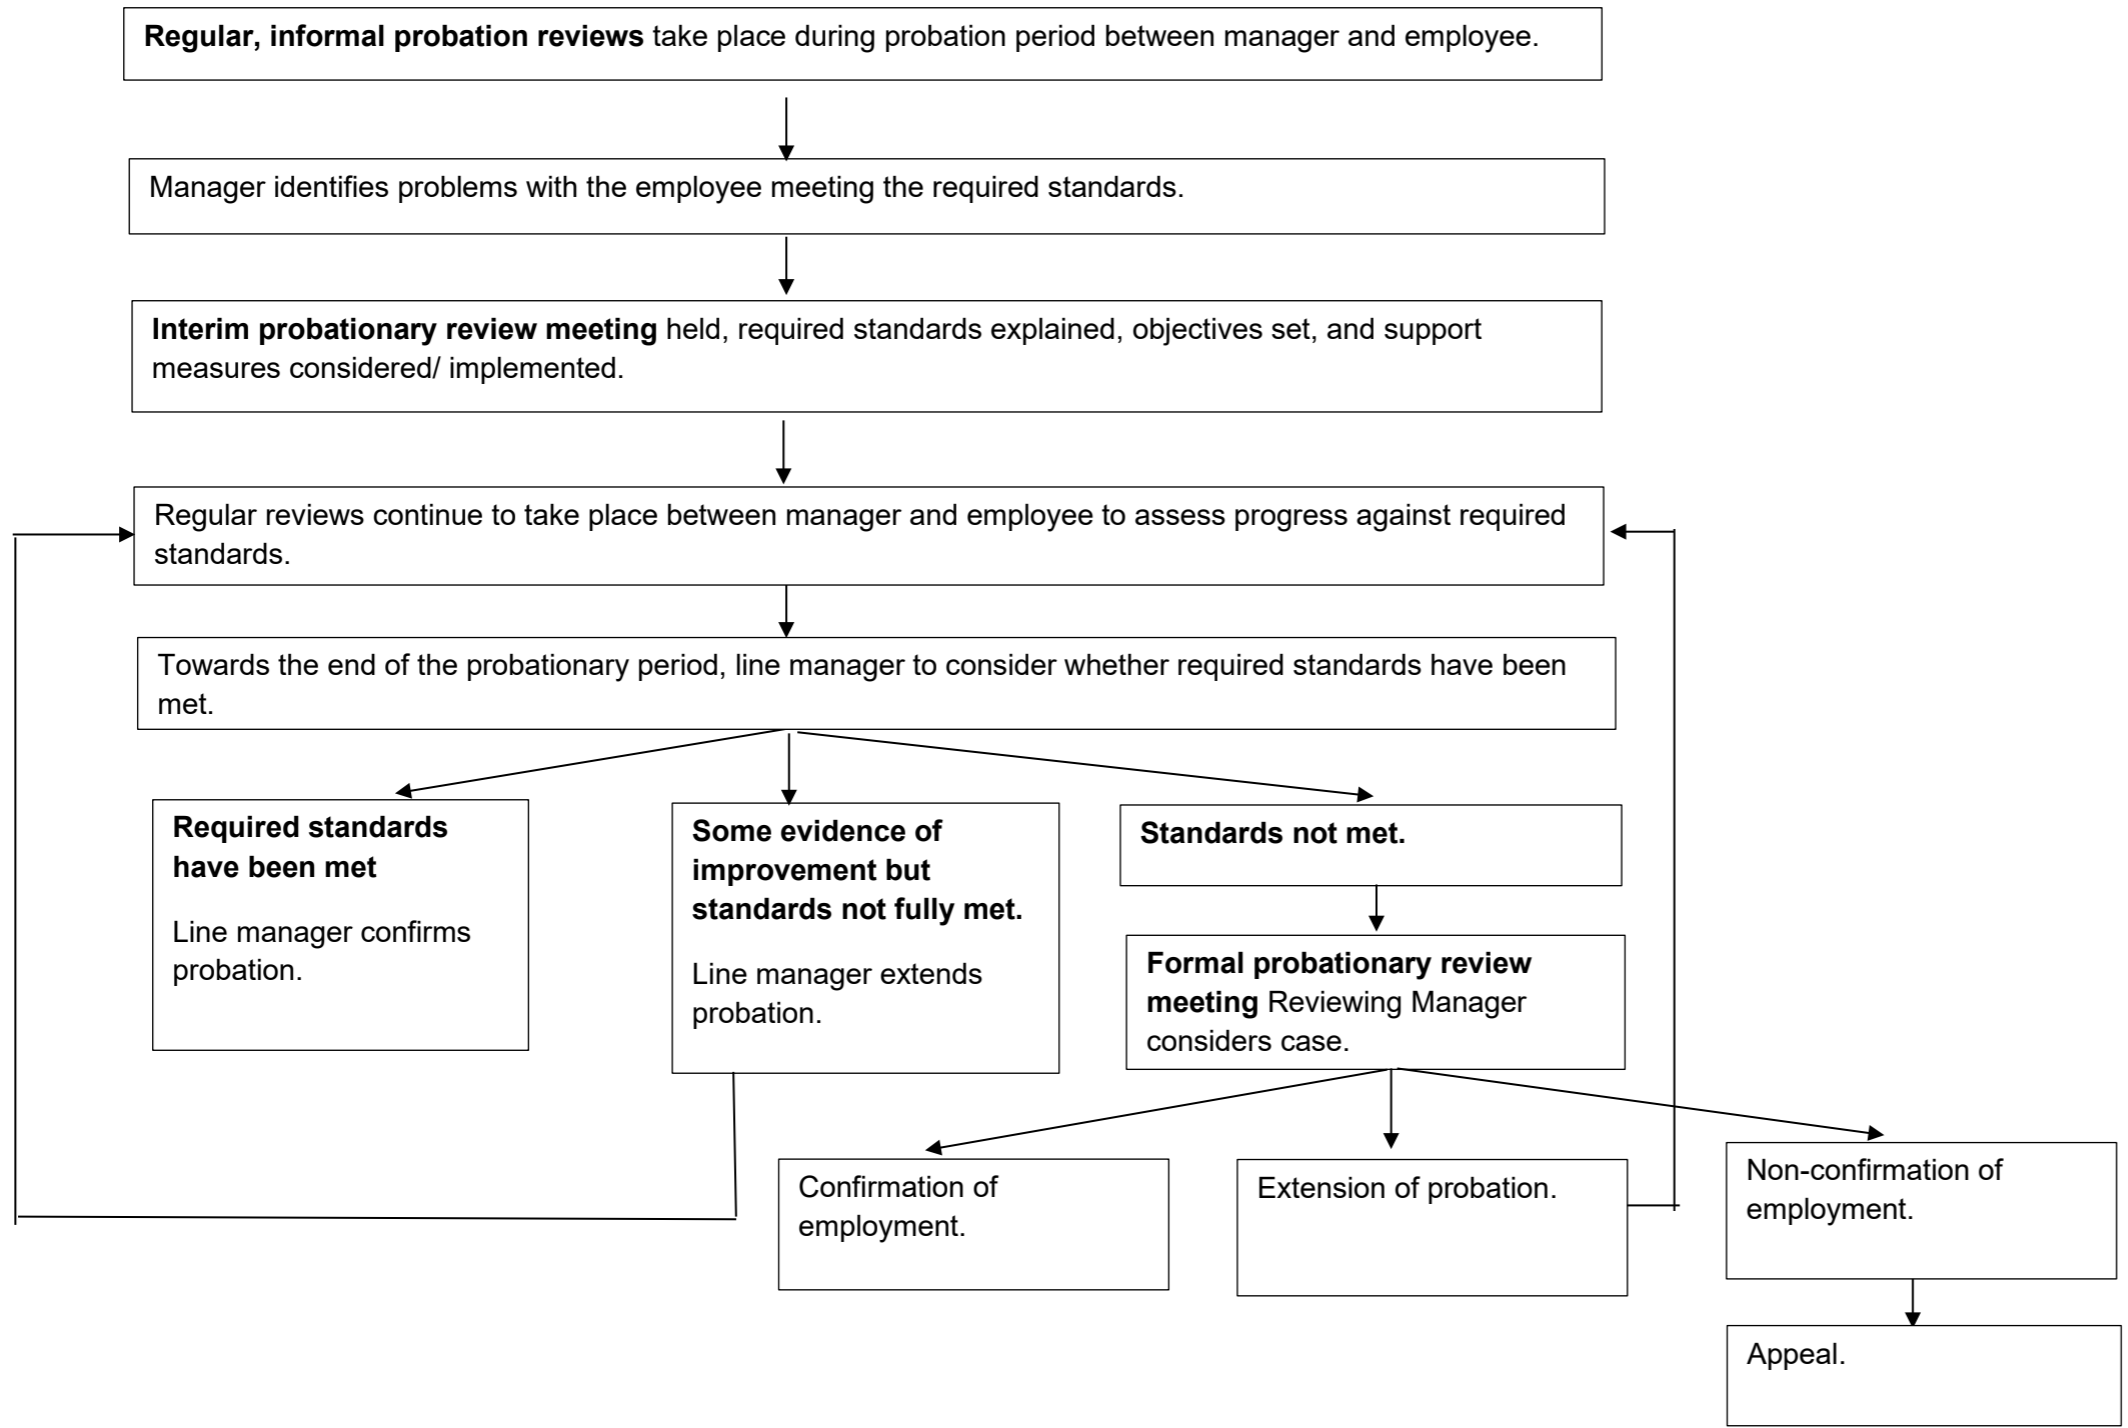 Regular, informal probation reviews take place during probation period between manager and employee.
Manager identifies problems with the employee meeting the required standards.
Interim probationary review meeting held, required standards explained, objectives set, and support
measures considered/ implemented.
Regular reviews continue to take place between manager and employee to assess progress against required
standards.
Towards the end of the probationary period, line manager to consider whether required standards have been
met.
Required standards
have been met
Line manager confirms
probation.
Some evidence of
improvement but
standards not fully met.
Line manager extends
probation.
Standards not met.
Formal probationary review
meeting Reviewing Manager
considers case.
Confirmation of
employment.
Extension of probation.
Non-confirmation of
employment.
Appeal.